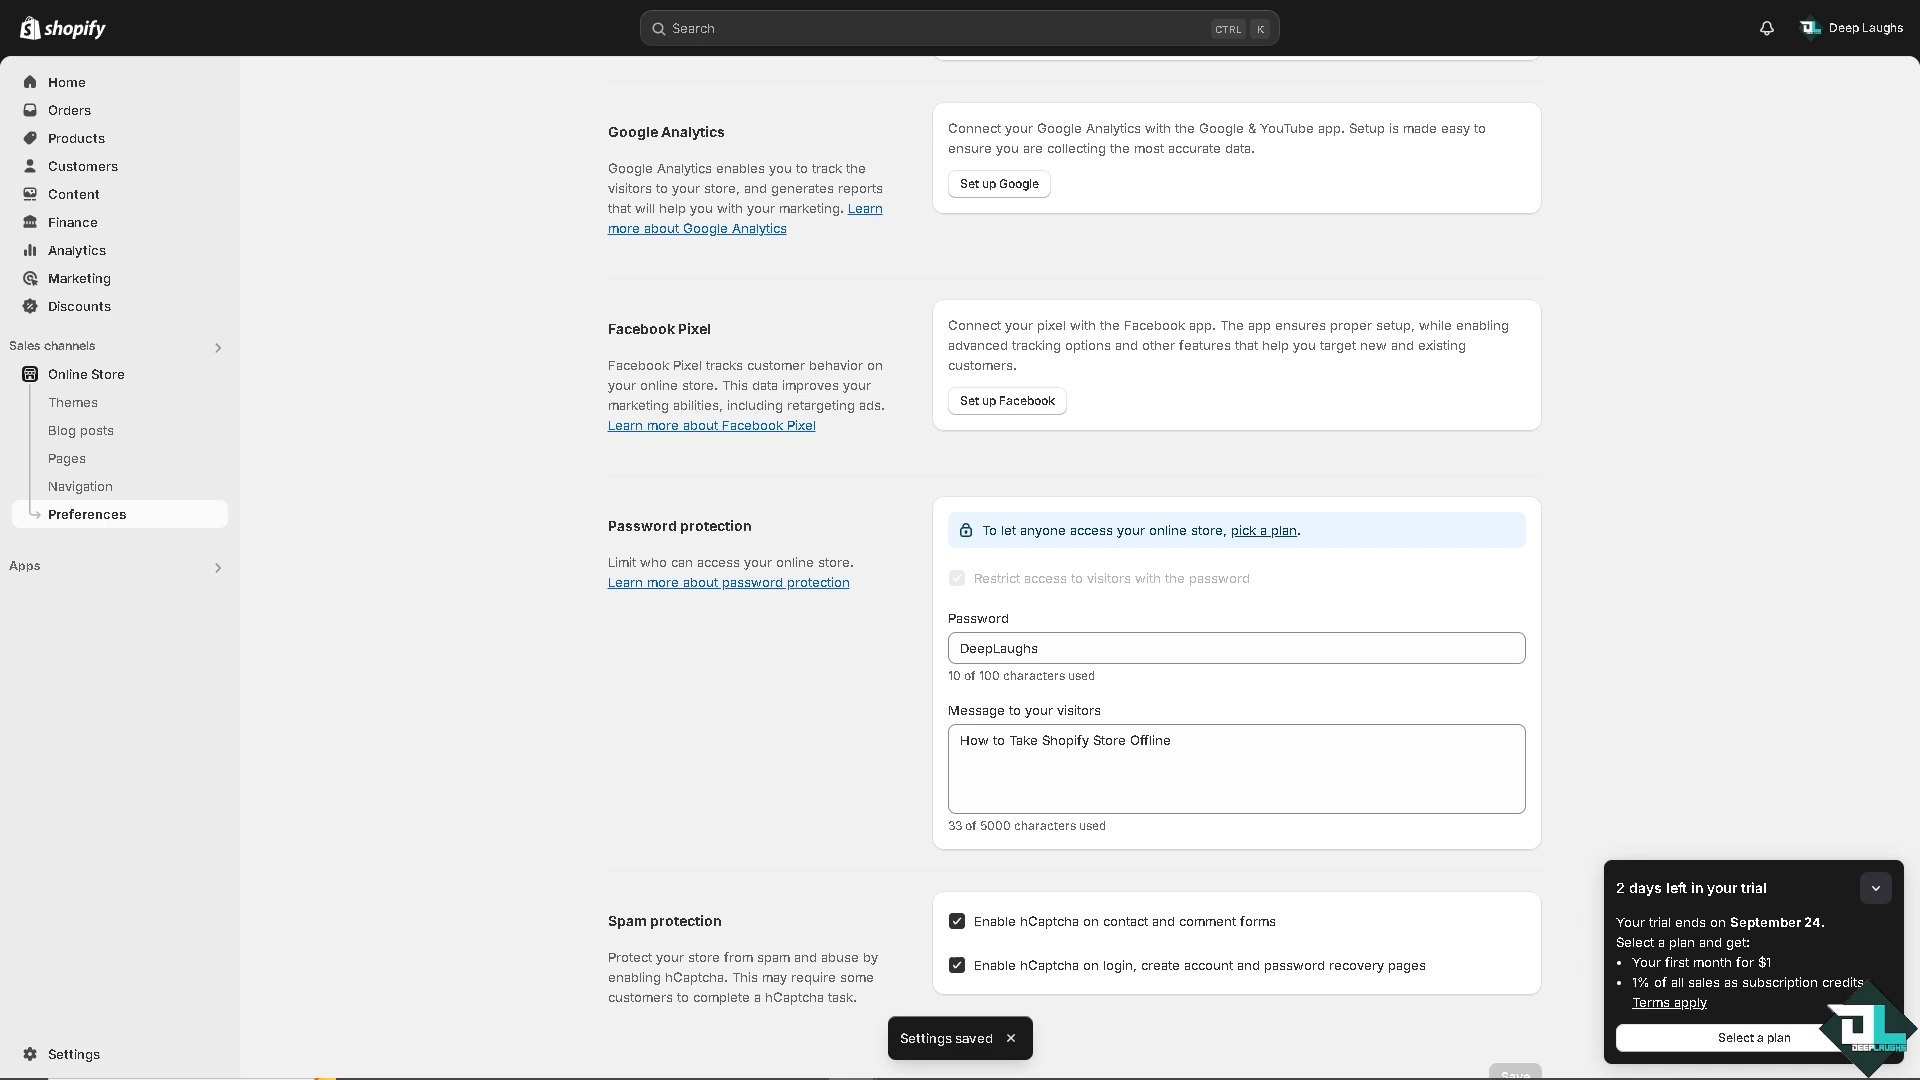 shopify
Search
CTRL K
Deep Laughs
Home
Orders
Products
Customers
Content
Finance
Analytics
Marketing
Discounts
Sales channels
Online Store
Themes
Blog posts
Pages
Navigation
Preferences
Apps
Settings
Google Analytics
Google Analytics enables you to track the
visitors to your store, and generates reports
that will help you with your marketing. Learn
more about Google Analytics
Connect your Google Analytics with the Google & YouTube app. Setup is made easy to
ensure you are collecting the most accurate data.
Set up Google
Facebook Pixel
Facebook Pixel tracks customer behavior on
your online store. This data improves your
marketing abilities, including retargeting ads.
Learn more about Facebook Pixel
Connect your pixel with the Facebook app. The app ensures proper setup, while enabling
advanced tracking options and other features that help you target new and existing
customers.
Set up Facebook
Password protection
Limit who can access your online store.
Learn more about password protection
To let anyone access your online store, pick a plan.
Restrict access to visitors with the password
Password
DeepLaughs
10 of 100 characters used
Message to your visitors
How to Take Shopify Store Offline
33 of 5000 characters used
Spam protection
Protect your store from spam and abuse by
enabling hCaptcha. This may require some
customers to complete a hCaptcha task.
Enable hCaptcha on contact and comment forms
Enable hCaptcha on login, create account and password recovery pages
Settings saved
Save
2 days left in your trial
Your trial ends on September 24.
Select a plan and get:
• Your first month for $1
• 1% of all sales as subscription credits
Terms apply
Select a plan
DL
DEEPLAUGHS